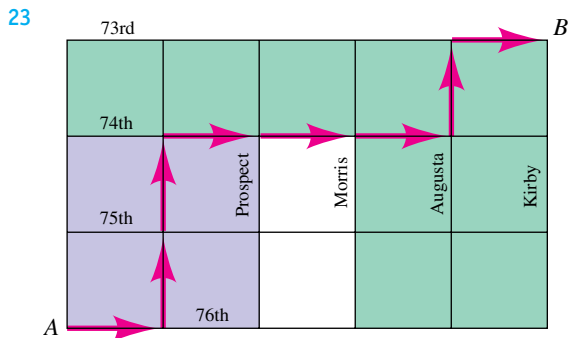 23
73rd
B
74th
Prospect
Morris
Augusta
Kirby
75th
76th
A